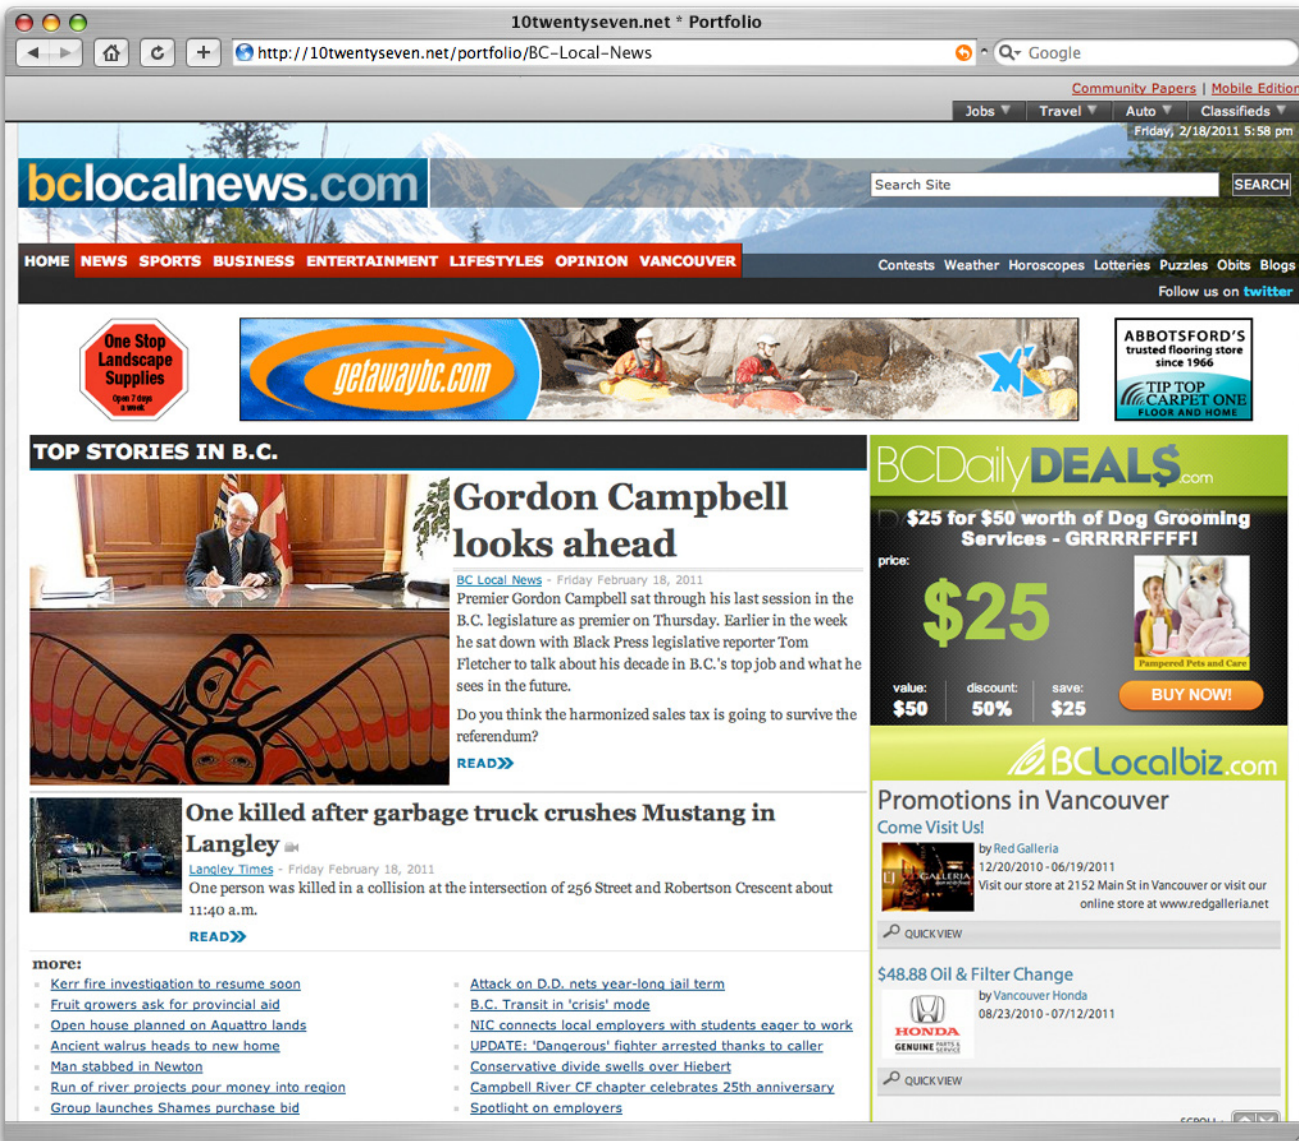 10twentyseven.net * Portfolio
http://10twentyseven.net/portfolio/BC-Local-News
Google
Community Papers | Mobile Edition
Jobs Travel Auto Classifieds
Friday, 2/18/2011 5:58 pm
bclocalnews.com
Search Site
SEARCH
HOME NEWS SPORTS BUSINESS ENTERTAINMENT LIFESTYLES OPINION VANCOUVER
Contests Weather Horoscopes Lotteries Puzzles Obits Blogs
Follow us on twitter
One Stop
Landscape
Supplies
Open 7 days
a week
getawaybc.com
ABBOTSFORD'S
trusted flooring store
since 1966
TIP TOP
CARPET ONE
FLOOR AND HOME
TOP STORIES IN B.C.
Gordon Campbell
looks ahead
BC Local News - Friday February 18, 2011
Premier Gordon Campbell sat through his last session in the
B.C. legislature as premier on Thursday. Earlier in the week
he sat down with Black Press legislative reporter Tom
Fletcher to talk about his decade in B.C.'s top job and what he
sees in the future.
Do you think the harmonized sales tax is going to survive the
referendum?
READ
One killed after garbage truck crushes Mustang in
Langley
Langley Times - Friday February 18, 2011
One person was killed in a collision at the intersection of 256 Street and Robertson Crescent about
11:40 a.m.
READ
more:
Kerr fire investigation to resume soon
Fruit growers ask for provincial aid
Open house planned on Aquattro lands
Ancient walrus heads to new home
Man stabbed in Newton
Run of river projects pour money into region
Group launches Shames purchase bid
Attack on D.D. nets year-long jail term
B.C. Transit in 'crisis' mode
NIC connects local employers with students eager to work
UPDATE: 'Dangerous' fighter arrested thanks to caller
Conservative divide swells over Hiebert
Campbell River CF chapter celebrates 25th anniversary
Spotlight on employers
BCDailyDEAL$.com
$25 for $50 worth of Dog Grooming
Services - GRRRRFFFF!
price:
$25
Pampered Pets and Care
value: discount: save:
$50 50% $25
BUY NOW!
BCLocalbiz.com
Promotions in Vancouver
Come Visit Us!
GALLERIA
by Red Galleria
12/20/2010 - 06/19/2011
Visit our store at 2152 Main St in Vancouver or visit our
online store at www.redgalleria.net
QUICK VIEW
$48.88 Oil & Filter Change
HONDA
GENUINE PARTS & SERVICE
by Vancouver Honda
08/23/2010 - 07/12/2011
QUICK VIEW